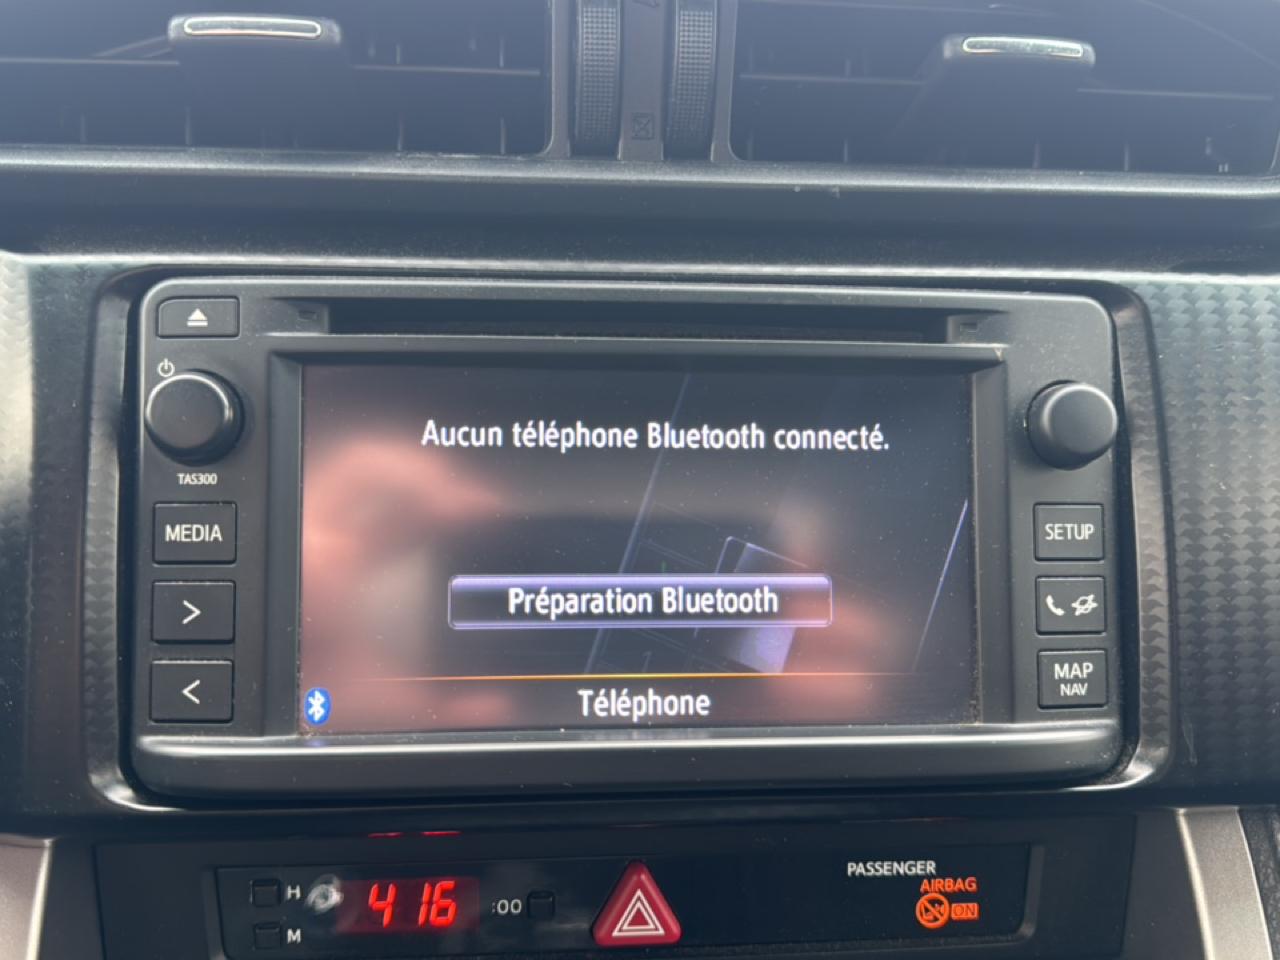 TAS300
MEDIA
>
<
Aucun téléphone Bluetooth connecté.
Préparation Bluetooth
Téléphone
SETUP
MAP
NAV
H
M
4 16
:00
PASSENGER
AIRBAG
ON